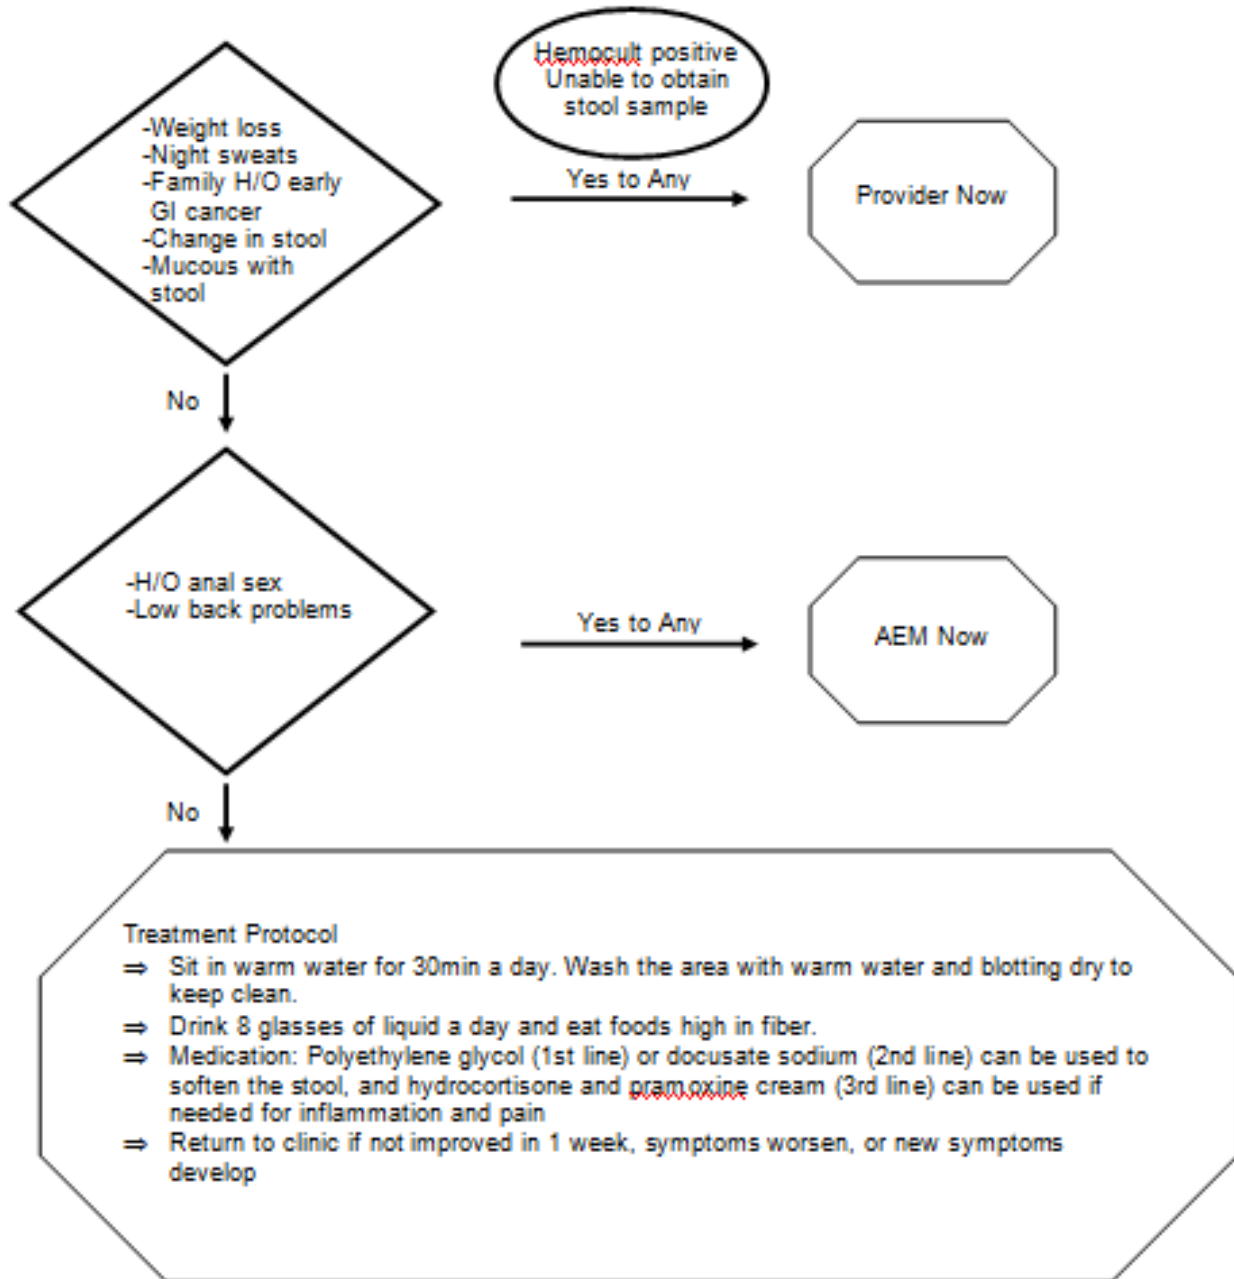 Hemocult positive
Unable to obtain
stool sample
-Weight loss
-Night sweats
-Family H/O early
GI cancer
-Change in stool
-Mucous with
stool
Yes to Any
Provider Now
No
-H/O anal sex
-Low back problems
Yes to Any
AEM Now
No
Treatment Protocol
⇒ Sit in warm water for 30min a day. Wash the area with warm water and blotting dry to
keep clean.
⇒ Drink 8 glasses of liquid a day and eat foods high in fiber.
⇒ Medication: Polyethylene glycol (1st line) or docusate sodium (2nd line) can be used to
soften the stool, and hydrocortisone and pramoxine cream (3rd line) can be used if
needed for inflammation and pain
⇒ Return to clinic if not improved in 1 week, symptoms worsen, or new symptoms
develop